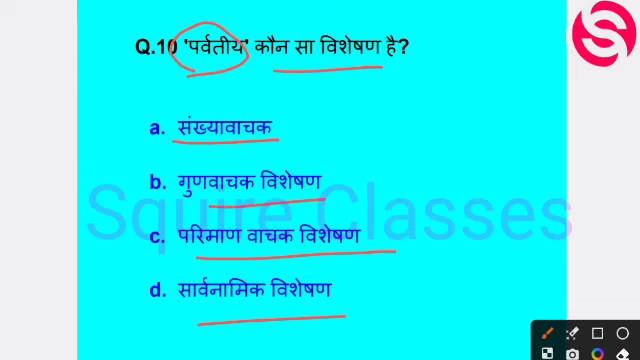 Q.10 'पर्वतीय' कौन सा विशेषण है?
a. संख्यावाचक
b. गुणवाचक विशेषण
c. परिमाण वाचक विशेषण
d. सार्वनामिक विशेषण
Squire Classes